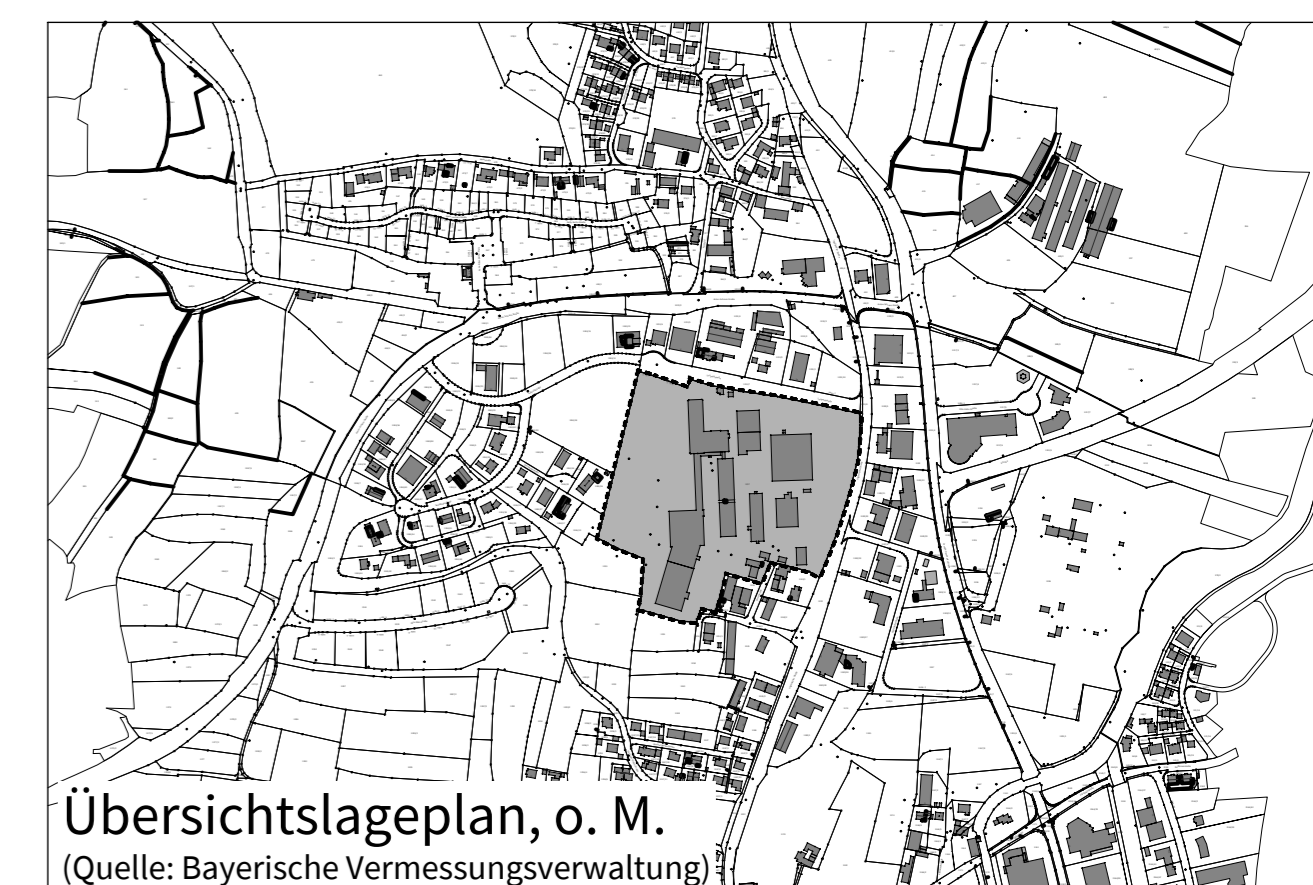 Übersichtslageplan, o. M.
(Quelle: Bayerische Vermessungsverwaltung)